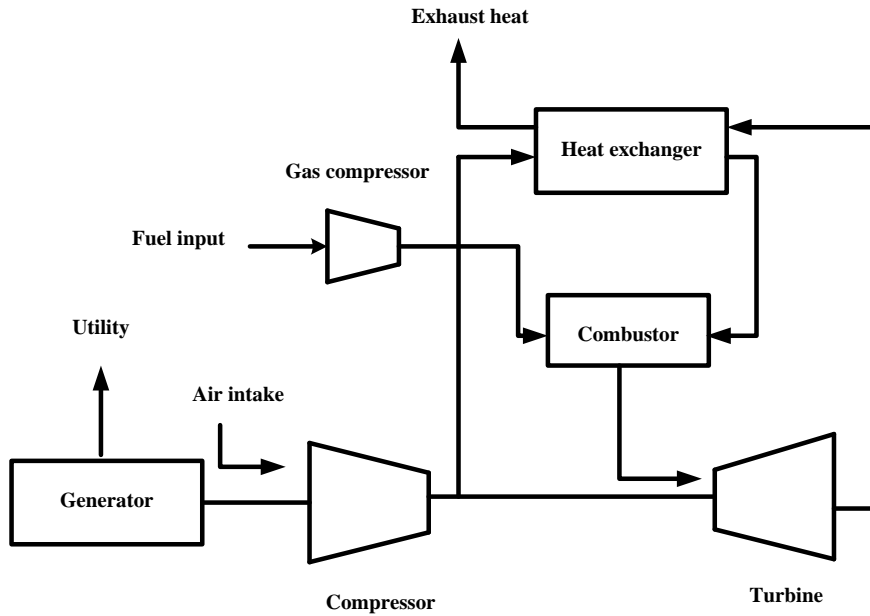 Exhaust heat
Heat exchanger
Gas compressor
Fuel input
Utility
Combustor
Air intake
Generator
Compressor
Turbine